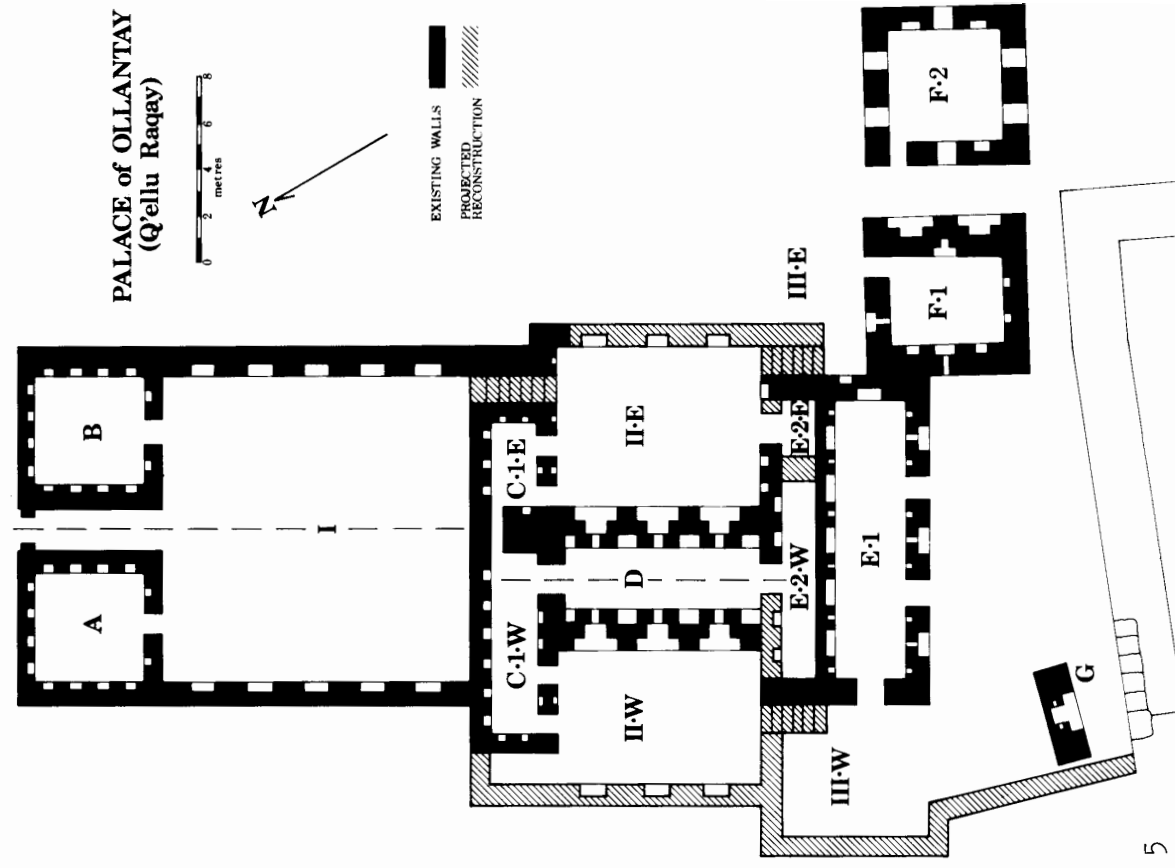 PALACE of OLLANTAY
(Q'ellu Raqay)
0 2 4 6 8
metres
N
EXISTING WALLS
PROJECTED
RECONSTRUCTION
A
B
I
C·1·W
C·1·E
D
II·W
II·E
E·2·W
E·2·E
E·1
III·W
III·E
F·1
F·2
G
5